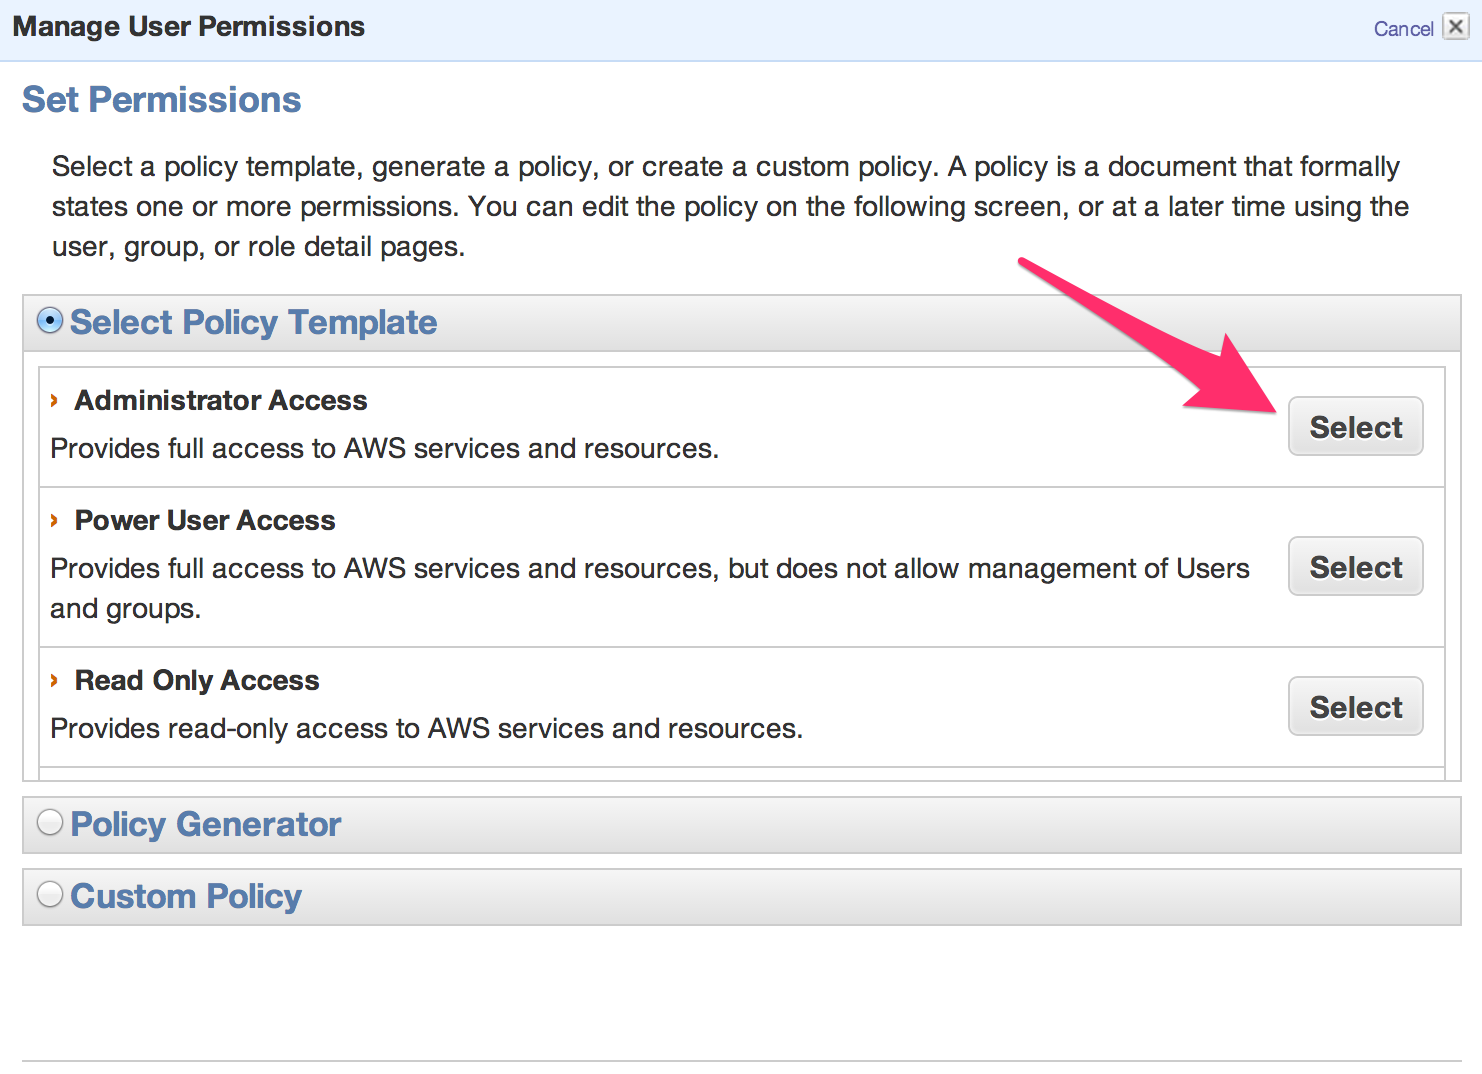 Manage User Permissions
Cancel
Set Permissions
Select a policy template, generate a policy, or create a custom policy. A policy is a document that formally
states one or more permissions. You can edit the policy on the following screen, or at a later time using the
user, group, or role detail pages.
Select Policy Template
Administrator Access
Provides full access to AWS services and resources.
Select
Power User Access
Provides full access to AWS services and resources, but does not allow management of Users
and groups.
Select
Read Only Access
Provides read-only access to AWS services and resources.
Select
Policy Generator
Custom Policy